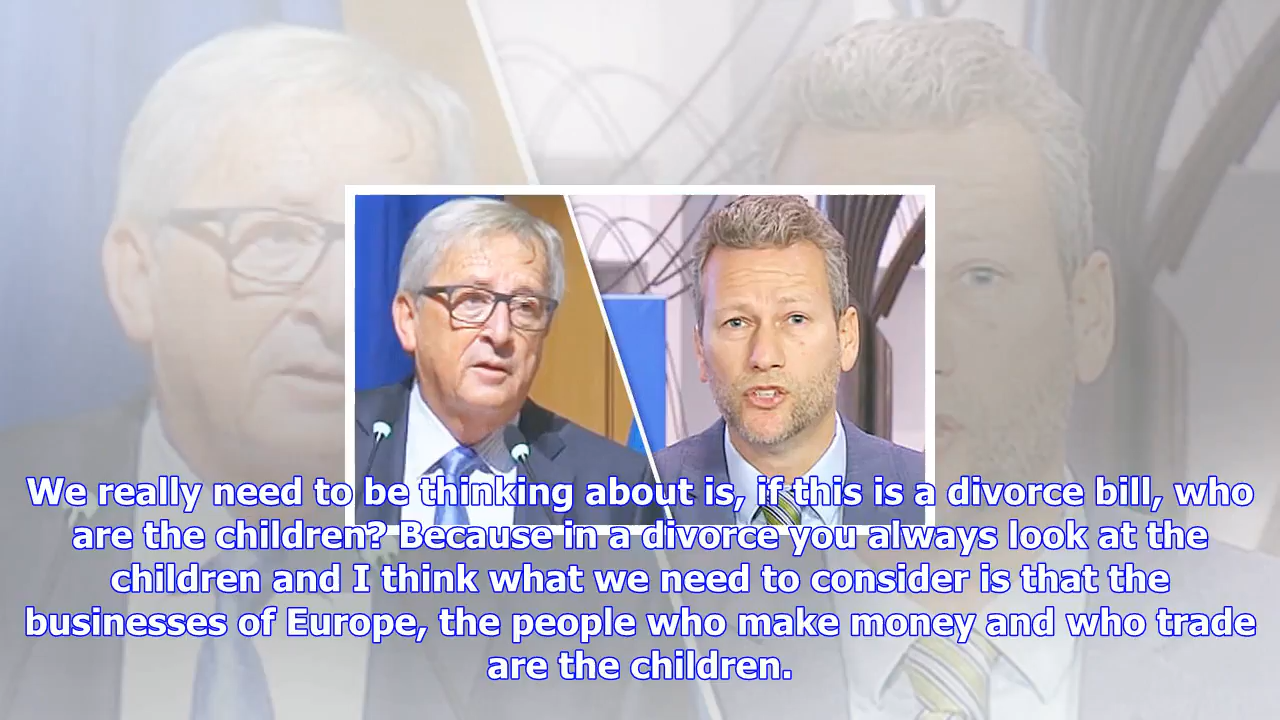 We really need to be thinking about is, if this is a divorce bill, who
are the children? Because in a divorce you always look at the
children and I think what we need to consider is that the
businesses of Europe, the people who make money and who trade
are the children.